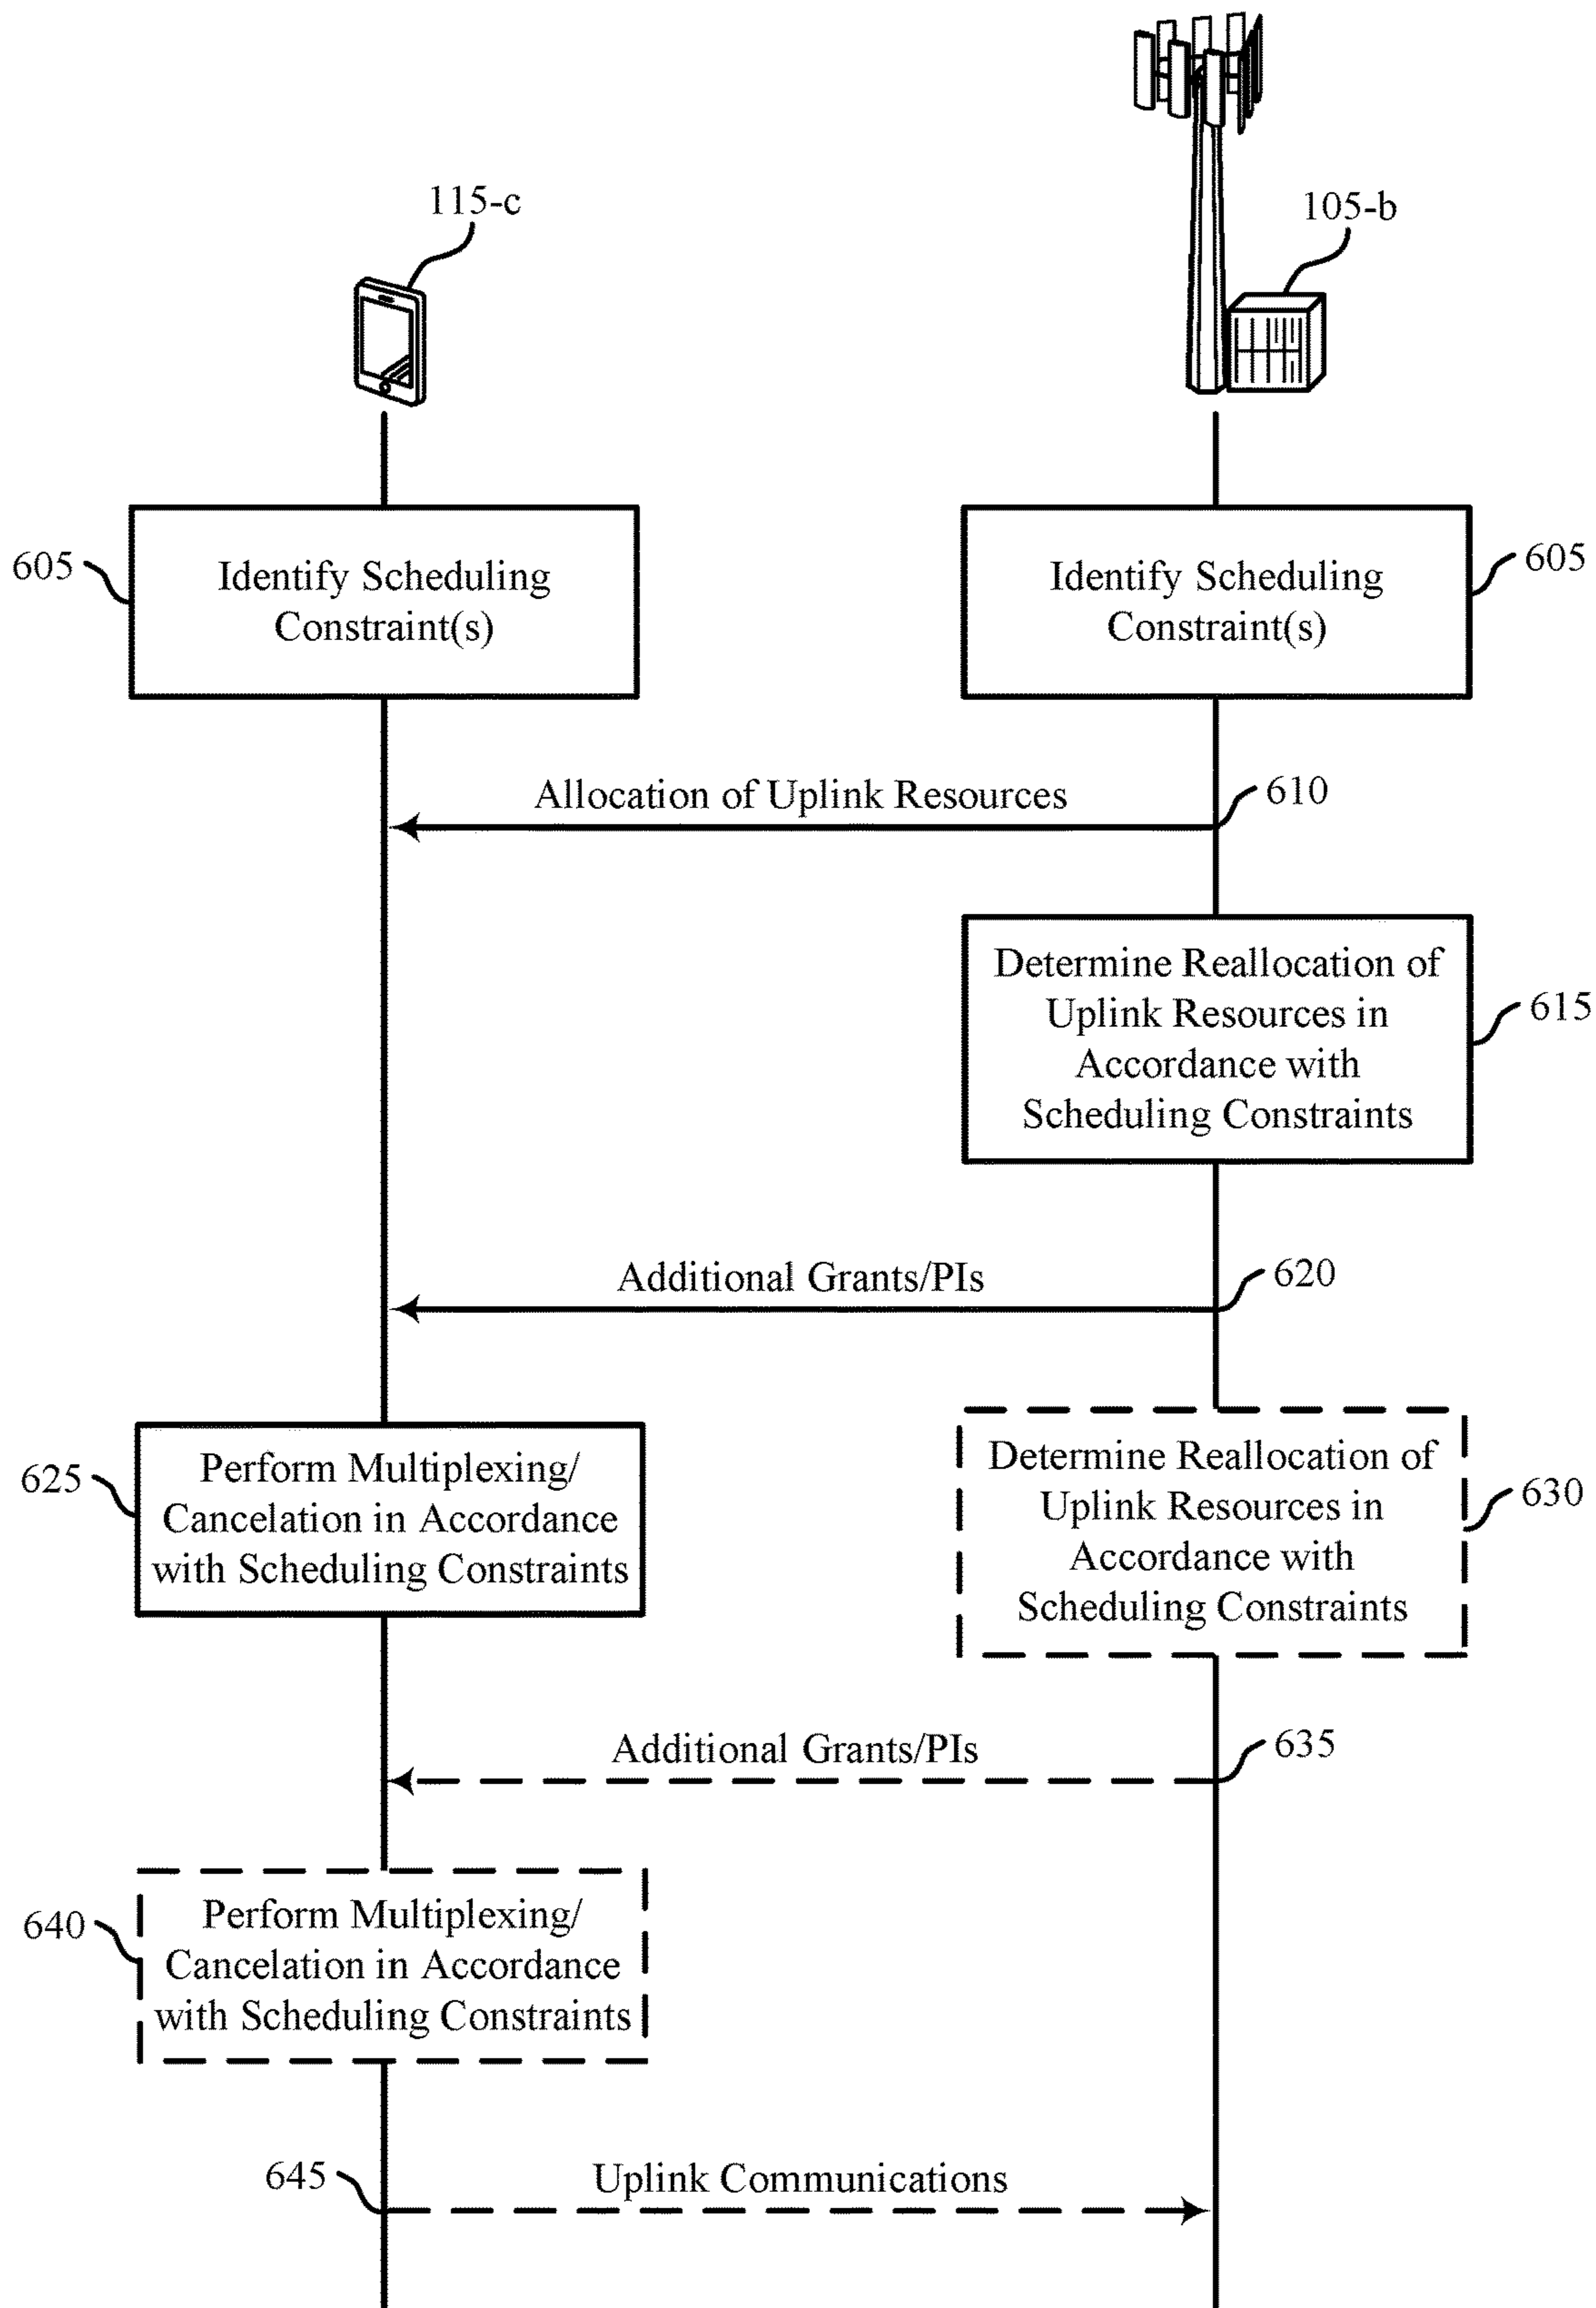 115-c
105-b
605
Identify Scheduling
Constraint(s)
Identify Scheduling
Constraint(s)
605
Allocation of Uplink Resources
610
Determine Reallocation of
Uplink Resources in
Accordance with
Scheduling Constraints
615
Additional Grants/PIs
620
625
Perform Multiplexing/
Cancelation in Accordance
with Scheduling Constraints
Determine Reallocation of
Uplink Resources in
Accordance with
Scheduling Constraints
630
Additional Grants/PIs
635
640
Perform Multiplexing/
Cancelation in Accordance
with Scheduling Constraints
645
Uplink Communications